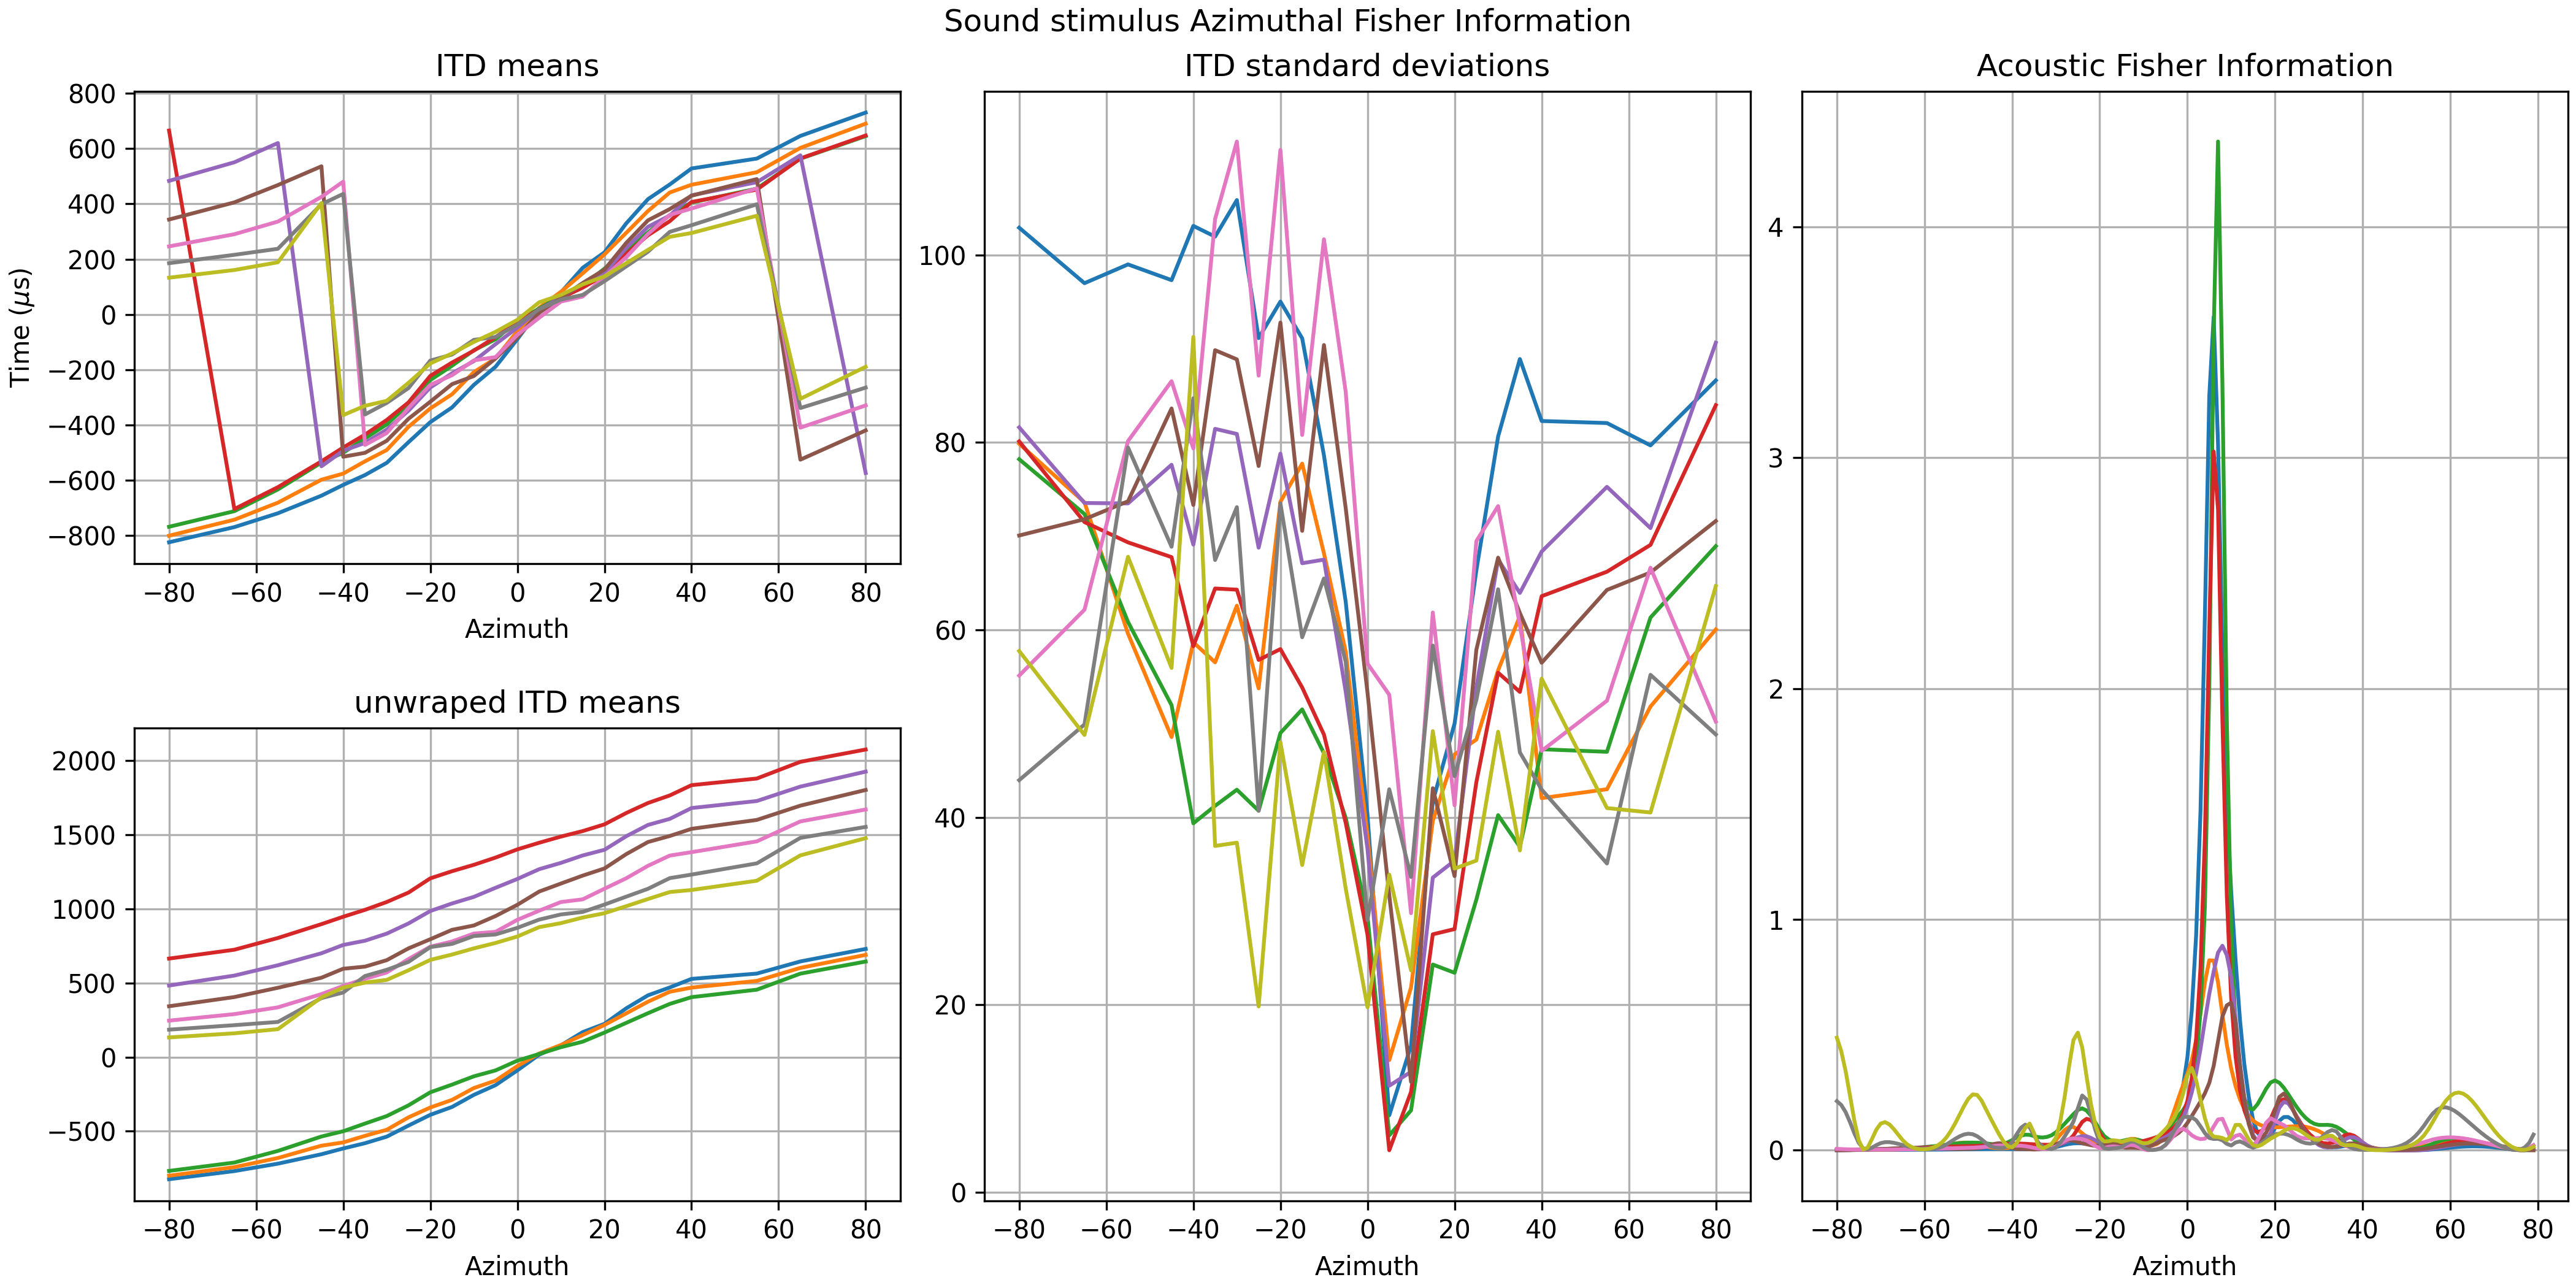 Sound stimulus Azimuthal Fisher Information
ITD means
800
600
400
200
0
−200
−400
−600
−800
Time (μs)
−80 −60 −40 −20 0 20 40 60 80
Azimuth
unwraped ITD means
2000
1500
1000
500
0
−500
−80 −60 −40 −20 0 20 40 60 80
Azimuth
ITD standard deviations
100
80
60
40
20
0
−80 −60 −40 −20 0 20 40 60 80
Azimuth
Acoustic Fisher Information
4
3
2
1
0
−80 −60 −40 −20 0 20 40 60 80
Azimuth